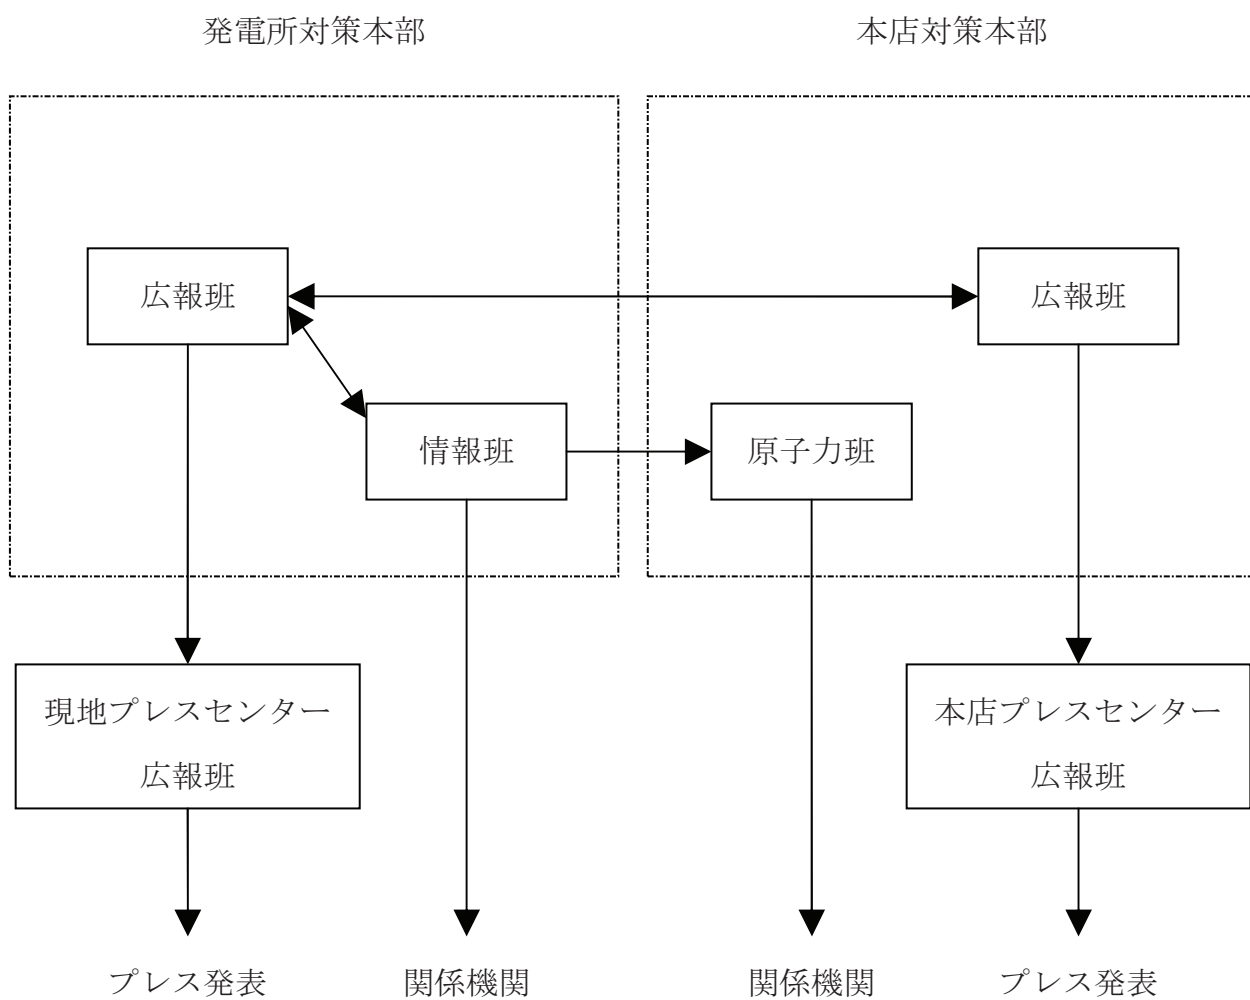 発電所対策本部
本店対策本部
広報班
広報班
情報班
原子力班
現地プレスセンター
広報班
本店プレスセンター
広報班
プレス発表
関係機関
関係機関
プレス発表